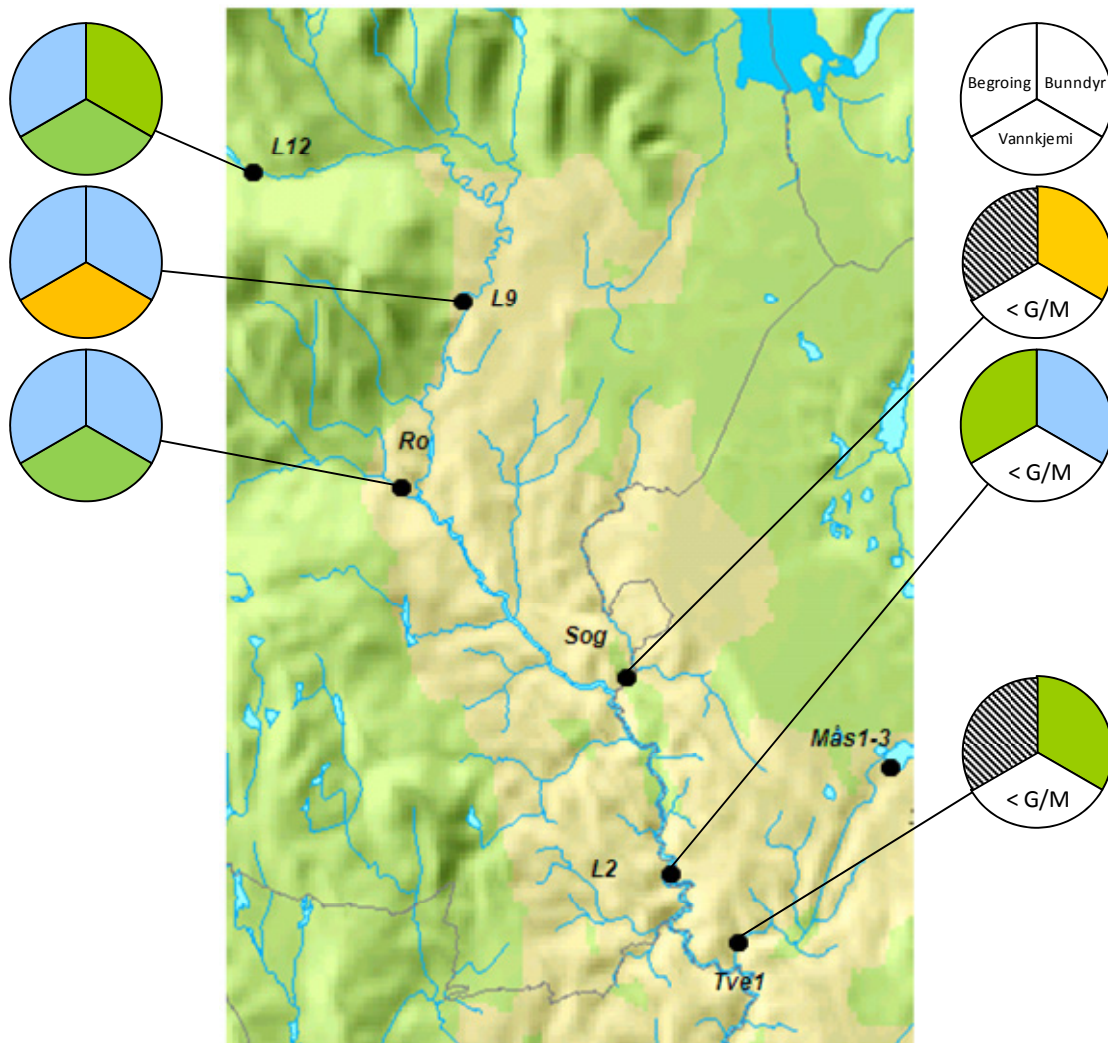 Begroing
Bunndyr
Vannkjemi
L12
L9
< G/M
Ro
< G/M
Sog
Mås1-3
L2
< G/M
Tve1